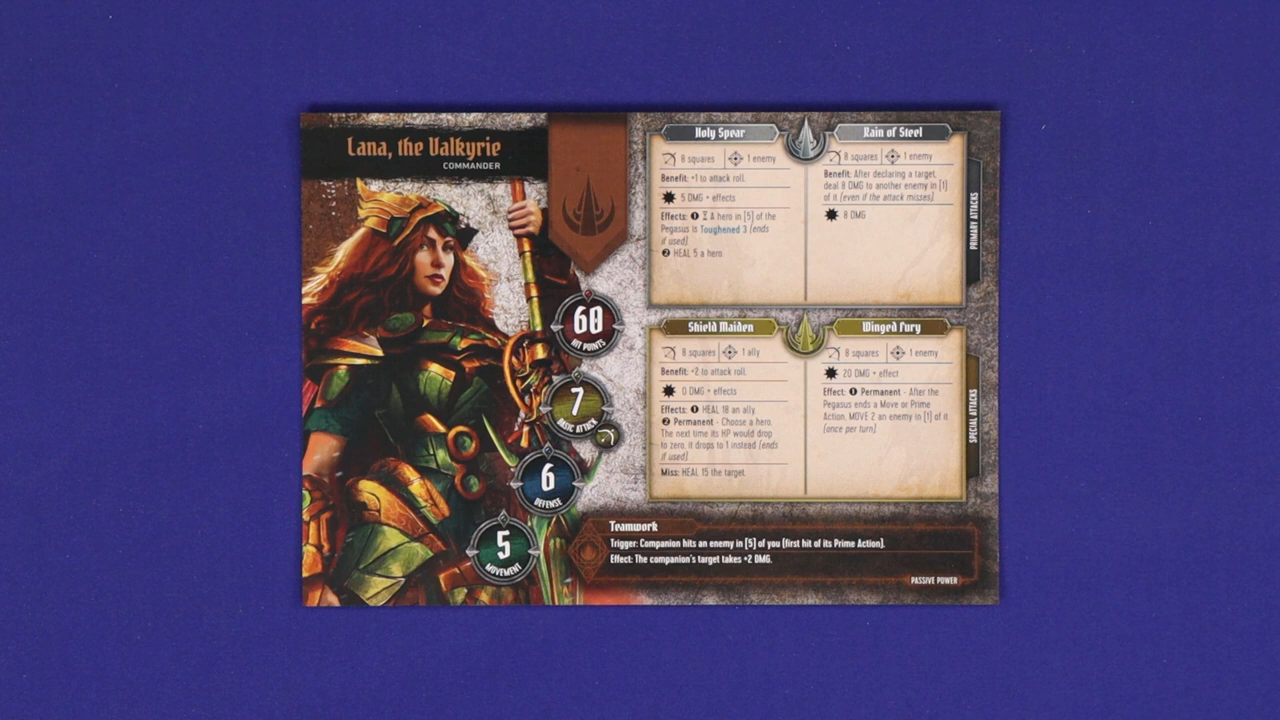 Lana, the Valkyrie
COMMANDER
60
HIT POINTS
7
BASIC ATTACK
6
DEFENSE
5
MOVEMENT
Holy Spear
8 squares
1 enemy
Benefit: +1 to attack roll.
5 DMG + effects
Effects: 1 A hero in [5] of the
Pegasus is Toughened 3 (ends
if used)
2 HEAL 5 a hero.
Rain of Steel
8 squares
1 enemy
Benefit: After declaring a target,
deal 8 DMG to another enemy in [1]
of it (even if the attack misses)
8 DMG
PRIMARY ATTACKS
Shield Maiden
8 squares
1 ally
Benefit: +2 to attack roll.
0 DMG + effects
Effects: 1 HEAL 18 an ally.
2 Permanent - Choose a hero.
The next time its HP would drop
to zero, it drops to 1 instead (ends
if used)
Miss: HEAL 15 the target.
Winged Fury
8 squares
1 enemy
20 DMG + effect
Effect: 1 Permanent - After the
Pegasus ends a Move or Prime
Action, MOVE 2 an enemy in [1] of it
(once per turn).
SPECIAL ATTACKS
Teamwork
Trigger: Companion hits an enemy in [5] of you (first hit of its Prime Action).
Effect: The companion's target takes +2 DMG.
PASSIVE POWER